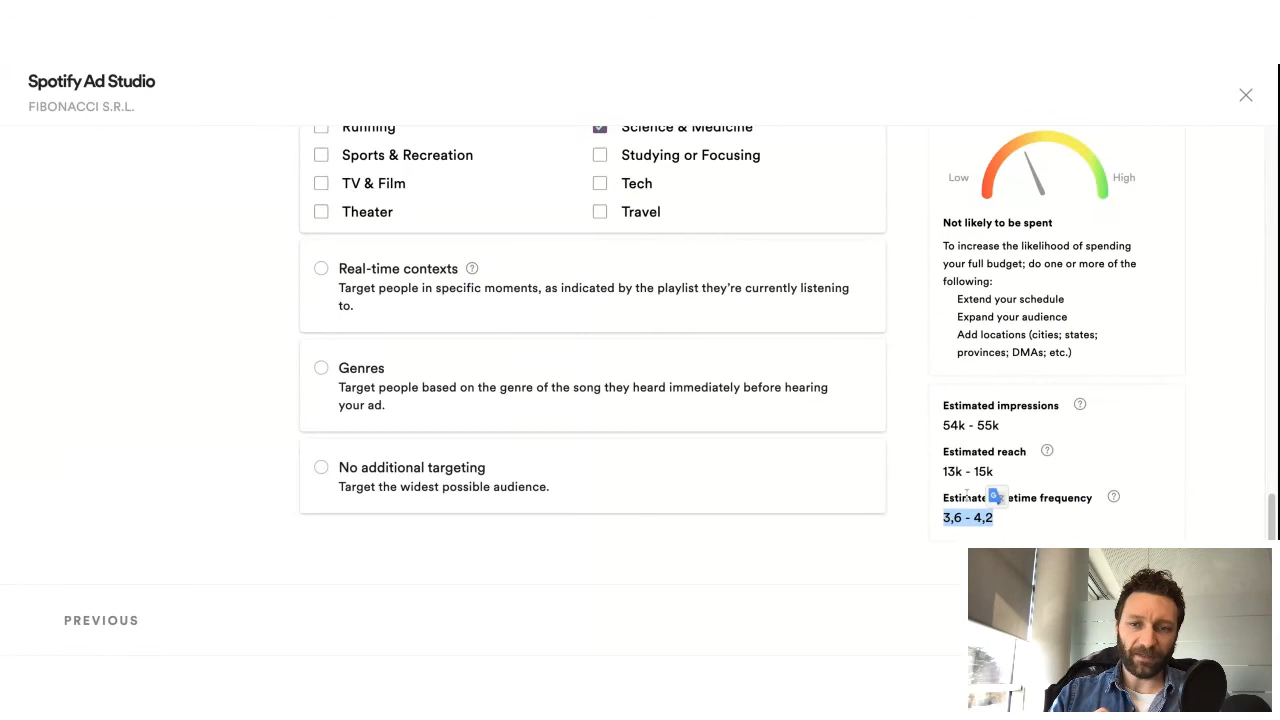 Spotify Ad Studio
FIBONACCI S.R.L.
Running
Science & Medicine
Sports & Recreation
Studying or Focusing
TV & Film
Tech
Theater
Travel
Real-time contexts
Target people in specific moments, as indicated by the playlist they're currently listening
to.
Genres
Target people based on the genre of the song they heard immediately before hearing
your ad.
No additional targeting
Target the widest possible audience.
PREVIOUS
Low
High
Not likely to be spent
To increase the likelihood of spending
your full budget; do one or more of the
following:
Extend your schedule
Expand your audience
Add locations (cities; states;
provinces; DMAs; etc.)
Estimated impressions
54k - 55k
Estimated reach
13k - 15k
Estimate etime frequency
3,6 - 4,2